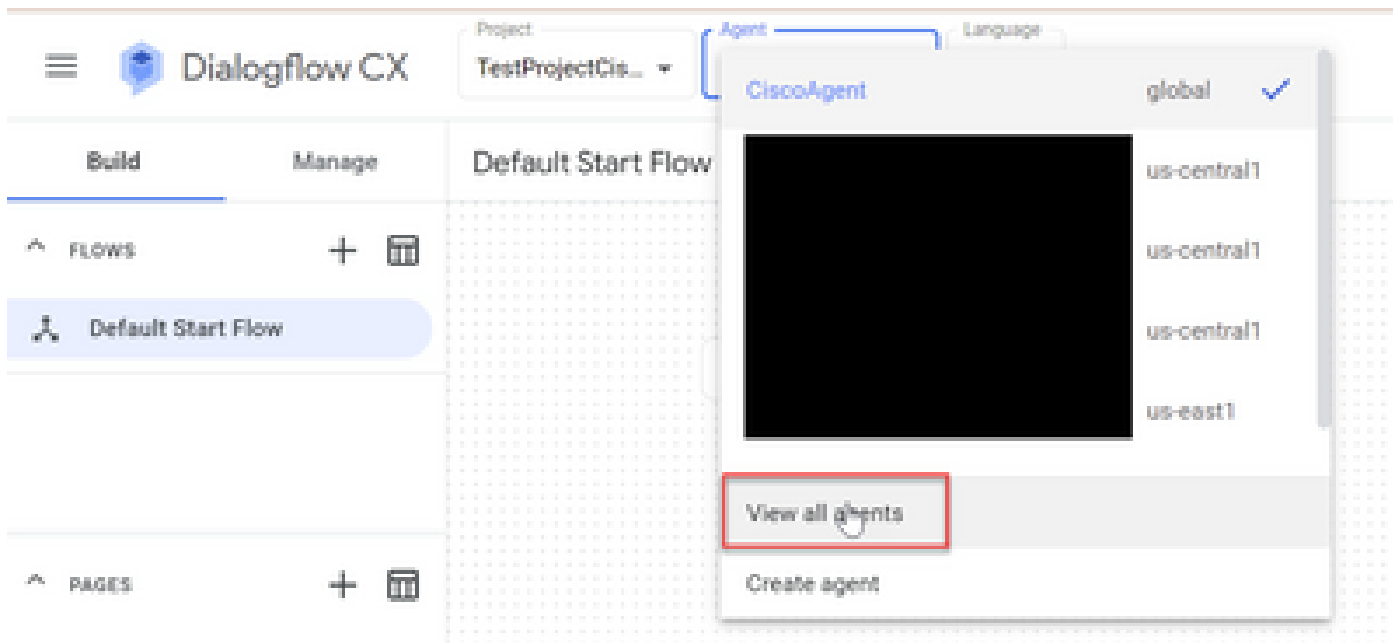 Project
Agent
Language
Dialogflow CX
TestProjectCis...
CiscoAgent
global
Build
Manage
Default Start Flow
us-central1
FLOWS
us-central1
Default Start Flow
us-central1
us-east1
View all agents
PAGES
Create agent